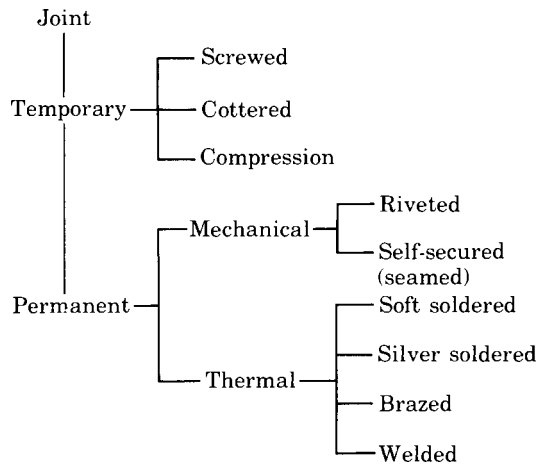 Joint
Screwed
Temporary
Cottered
Compression
Riveted
Mechanical
Self-secured
(seamed)
Permanent
Soft soldered
Silver soldered
Thermal
Brazed
Welded